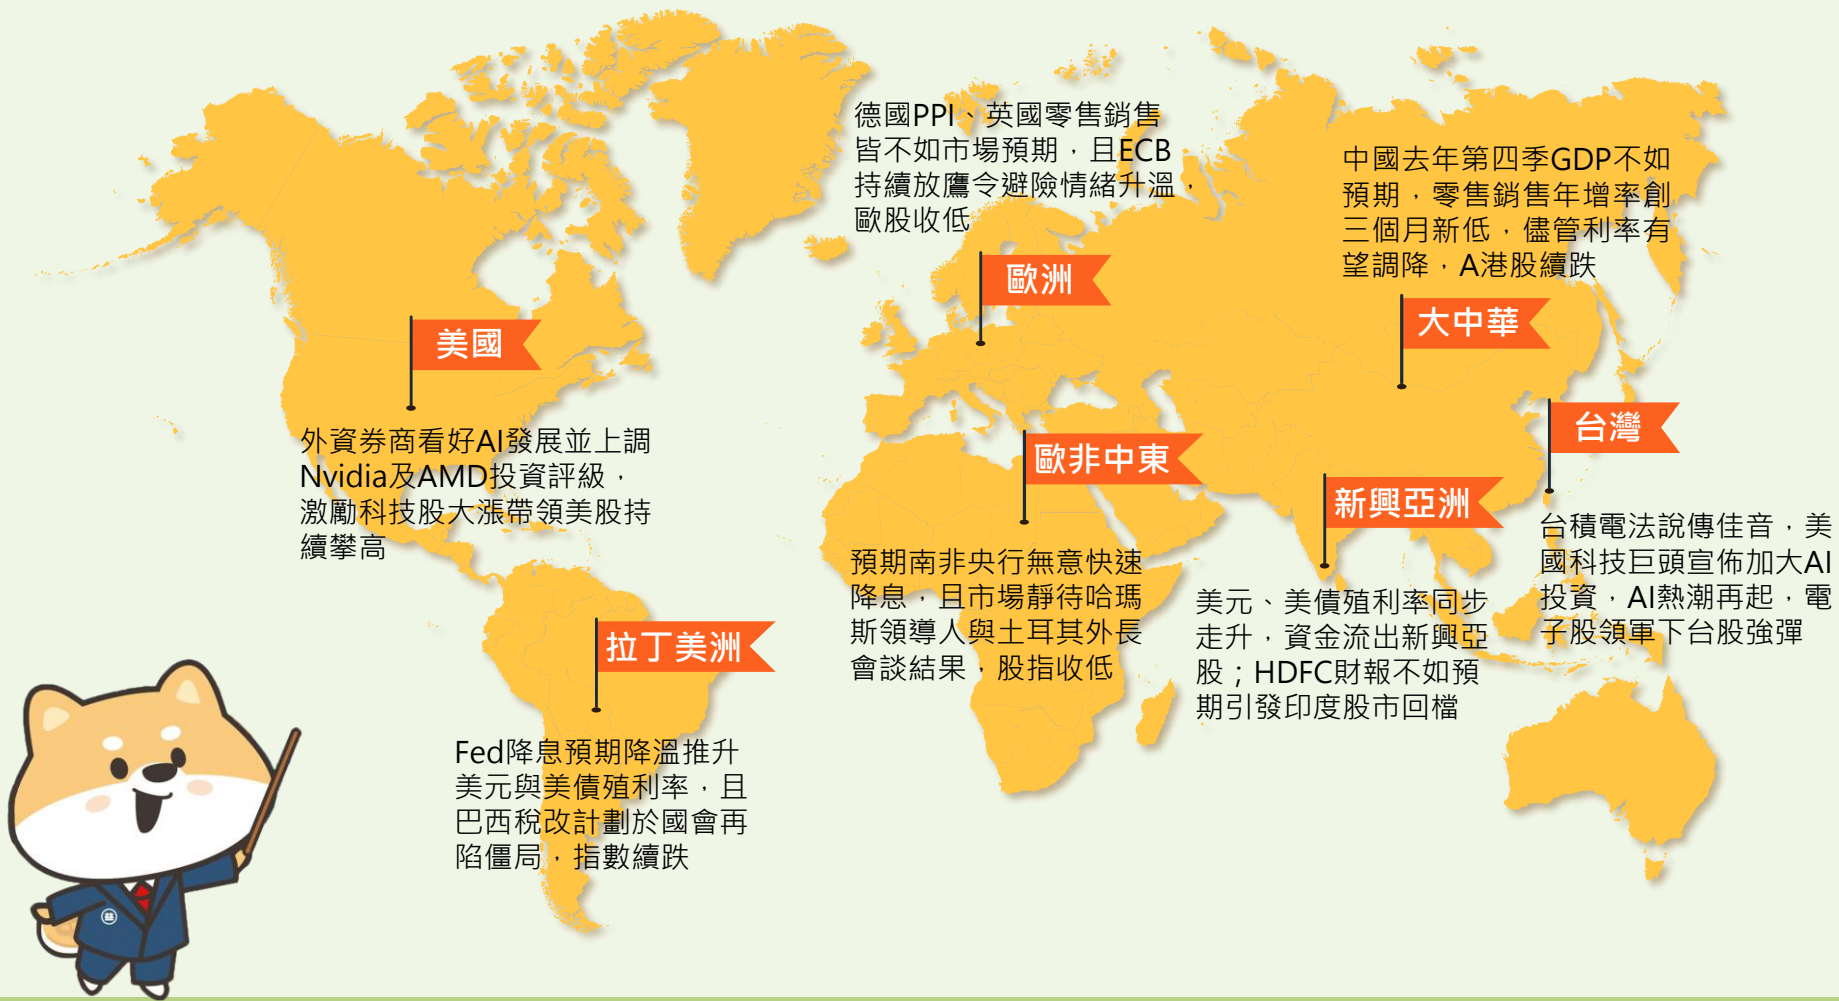 德國PPI、英國零售銷售
皆不如市場預期，且ECB
持續放鷹令避險情緒升溫，
歐股收低
歐洲
中國去年第四季GDP不如
預期，零售銷售年增率創
三個月新低，儘管利率有
望調降，A港股續跌
大中華
美國
外資券商看好AI發展並上調
Nvidia及AMD投資評級，
激勵科技股大漲帶領美股持
續攀高
歐非中東
預期南非央行無意快速
降息，且市場靜待哈瑪
斯領導人與土耳其外長
會談結果，股指收低
新興亞洲
美元、美債殖利率同步
走升，資金流出新興亞
股；HDFC財報不如預
期引發印度股市回檔
台灣
台積電法說傳佳音，美
國科技巨頭宣佈加大AI
投資，AI熱潮再起，電
子股領軍下台股強彈
拉丁美洲
Fed降息預期降溫推升
美元與美債殖利率，且
巴西稅改計劃於國會再
陷僵局，指數續跌